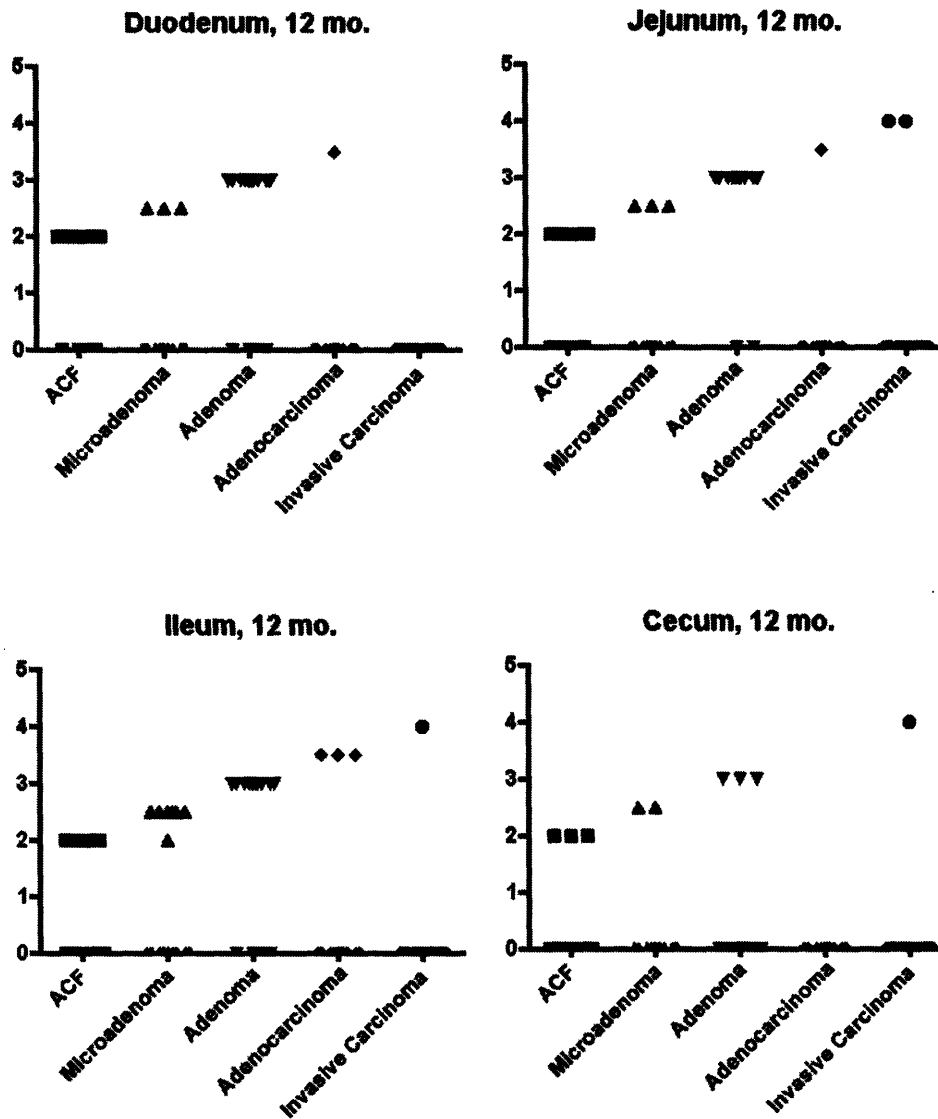 Duodenum, 12 mo.
5
4
3
2
1
0
ACF
Microadenoma
Adenoma
Adenocarcinoma
Invasive Carcinoma
Jejunum, 12 mo.
5
4
3
2
1
0
ACF
Microadenoma
Adenoma
Adenocarcinoma
Invasive Carcinoma
Ileum, 12 mo.
5
4
3
2
1
0
ACF
Microadenoma
Adenoma
Adenocarcinoma
Invasive Carcinoma
Cecum, 12 mo.
5
4
3
2
1
0
ACF
Microadenoma
Adenoma
Adenocarcinoma
Invasive Carcinoma